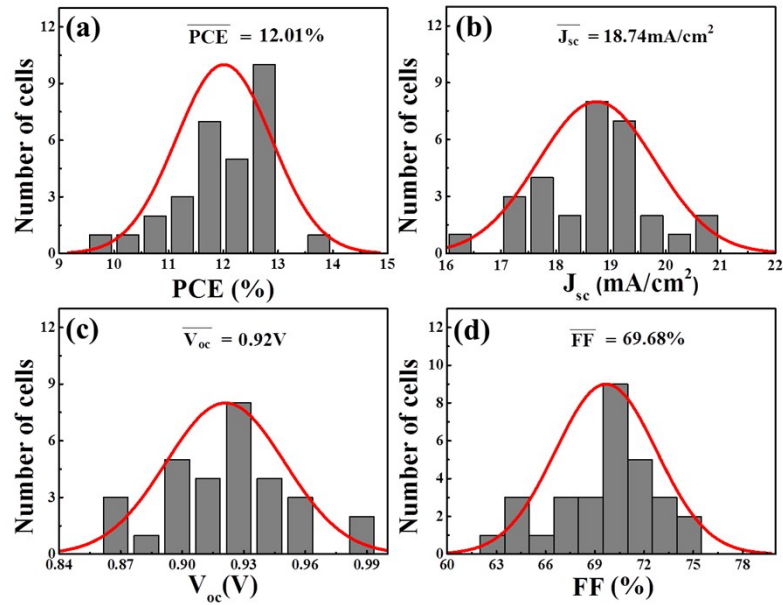 (a)
PCE = 12.01%
Number of cells
12
9
6
3
0
9 10 11 12 13 14 15
PCE (%)
(b)
Jsc = 18.74mA/cm²
Number of cells
12
9
6
3
0
16 17 18 19 20 21 22
Jsc (mA/cm²)
(c)
Voc = 0.92V
Number of cells
12
9
6
3
0
0.84 0.87 0.90 0.93 0.96 0.99
Voc(V)
(d)
FF = 69.68%
Number of cells
10
8
6
4
2
0
60 63 66 69 72 75 78
FF (%)